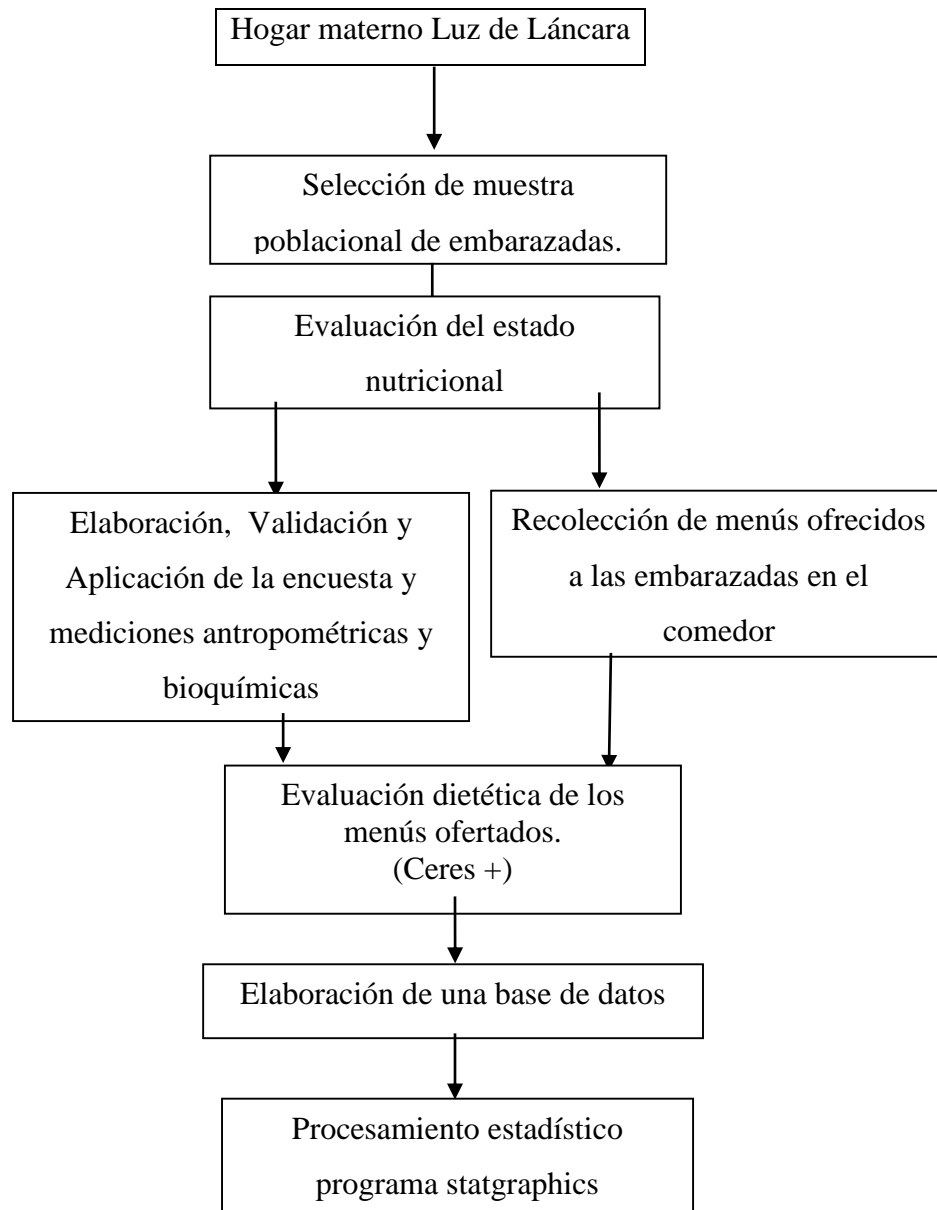 Hogar materno Luz de Láncara
Selección de muestra
poblacional de embarazadas.
Evaluación del estado
nutricional
Elaboración, Validación y
Aplicación de la encuesta y
mediciones antropométricas y
bioquímicas
Recolección de menús ofrecidos
a las embarazadas en el
comedor
Evaluación dietética de los
menús ofertados.
(Ceres +)
Elaboración de una base de datos
Procesamiento estadístico
programa statgraphics